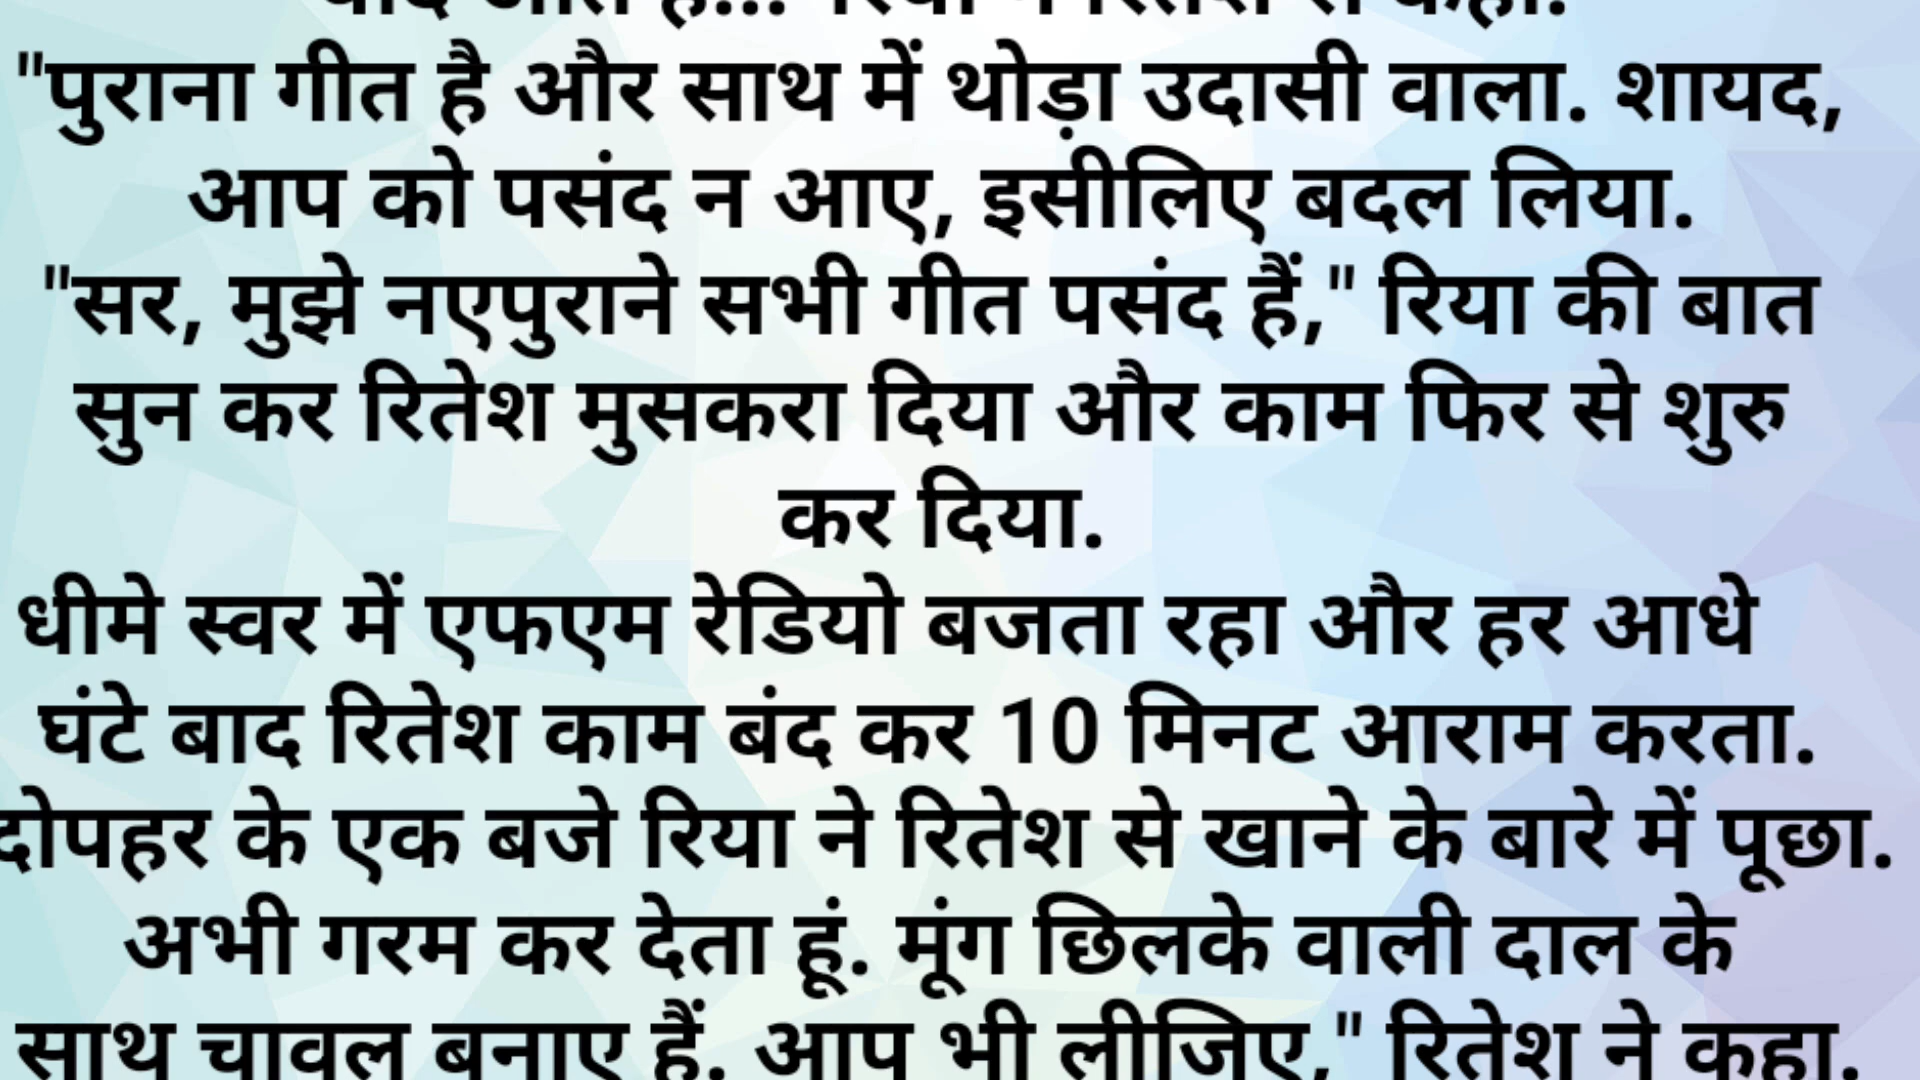 "पुराना गीत है और साथ में थोड़ा उदासी वाला. शायद,
आप को पसंद न आए, इसीलिए बदल लिया.
"सर, मुझे नएपुराने सभी गीत पसंद हैं," रिया की बात
सुन कर रितेश मुसकरा दिया और काम फिर से शुरु
कर दिया.
धीमे स्वर में एफएम रेडियो बजता रहा और हर आधे
घंटे बाद रितेश काम बंद कर 10 मिनट आराम करता.
दोपहर के एक बजे रिया ने रितेश से खाने के बारे में पूछा.
अभी गरम कर देता हूं. मूंग छिलके वाली दाल के
साथ चावल बनाए हैं. आप भी लीजिए," रितेश ने कहा.